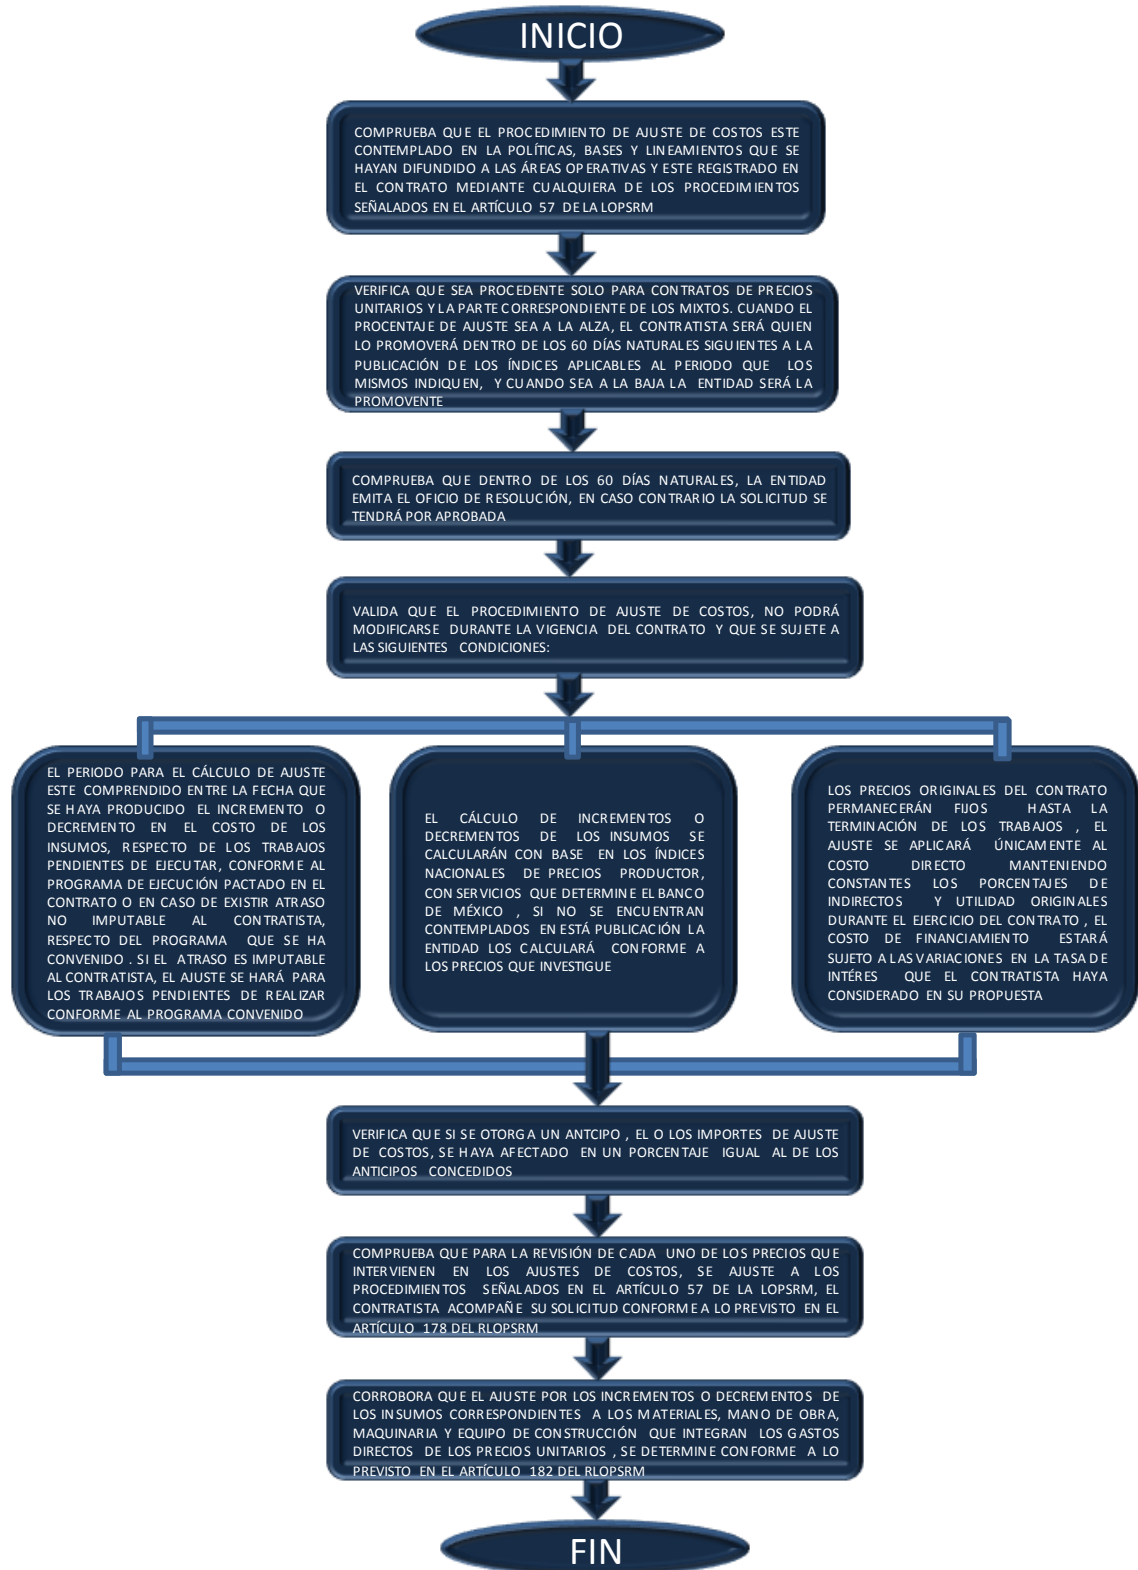 INICIO
COMPRUEBA QUE EL PROCEDIMIENTO DE AJUSTE DE COSTOS ESTE
CONTEMPLADO EN LA POLÍTICAS, BASES Y LINEAMIENTOS QUE SE
HAYAN DIFUNDIDO A LAS ÁREAS OPERATIVAS Y ESTE REGISTRADO EN
EL CONTRATO MEDIANTE CUALQUIERA DE LOS PROCEDIMIENTOS
SEÑALADOS EN EL ARTÍCULO 57 DE LA LOPSRM
VERIFICA QUE SEA PROCEDENTE SOLO PARA CONTRATOS DE PRECIOS
UNITARIOS Y LA PARTE CORRESPONDIENTE DE LOS MIXTOS. CUANDO EL
PROCENTAJE DE AJUSTE SEA A LA ALZA, EL CONTRATISTA SERÁ QUIEN
LO PROMOVERÁ DENTRO DE LOS 60 DÍAS NATURALES SIGUIENTES A LA
PUBLICACIÓN DE LOS ÍNDICES APLICABLES AL PERIODO QUE LOS
MISMOS INDIQUEN, Y CUANDO SEA A LA BAJA LA ENTIDAD SERÁ LA
PROMOVENTE
COMPRUEBA QUE DENTRO DE LOS 60 DÍAS NATURALES, LA ENTIDAD
EMITA EL OFICIO DE RESOLUCIÓN, EN CASO CONTRARIO LA SOLICITUD SE
TENDRÁ POR APROBADA
VALIDA QUE EL PROCEDIMIENTO DE AJUSTE DE COSTOS, NO PODRÁ
MODIFICARSE DURANTE LA VIGENCIA DEL CONTRATO Y QUE SE SUJETE A
LAS SIGUIENTES CONDICIONES:
EL PERIODO PARA EL CÁLCULO DE AJUSTE
ESTE COMPRENDIDO ENTRE LA FECHA QUE
SE HAYA PRODUCIDO EL INCREMENTO O
DECREMENTO EN EL COSTO DE LOS
INSUMOS, RESPECTO DE LOS TRABAJOS
PENDIENTES DE EJECUTAR, CONFORME AL
PROGRAMA DE EJECUCIÓN PACTADO EN EL
CONTRATO O EN CASO DE EXISTIR ATRASO
NO IMPUTABLE AL CONTRATISTA,
RESPECTO DEL PROGRAMA QUE SE HA
CONVENIDO . SI EL ATRASO ES IMPUTABLE
AL CONTRATISTA, EL AJUSTE SE HARÁ PARA
LOS TRABAJOS PENDIENTES DE REALIZAR
CONFORME AL PROGRAMA CONVENIDO
EL CÁLCULO DE INCREMENTOS O
DECREMENTOS DE LOS INSUMOS SE
CALCULARÁN CON BASE EN LOS ÍNDICES
NACIONALES DE PRECIOS PRODUCTOR,
CON SERVICIOS QUE DETERMINE EL BANCO
DE MÉXICO , SI NO SE ENCUENTRAN
CONTEMPLADOS EN ESTÁ PUBLICACIÓN LA
ENTIDAD LOS CALCULARÁ CONFORME A
LOS PRECIOS QUE INVESTIGUE
LOS PRECIOS ORIGINALES DEL CONTRATO
PERMANECERÁN FIJOS HASTA LA
TERMINACIÓN DE LOS TRABAJOS , EL
AJUSTE SE APLICARÁ ÚNICAMENTE AL
COSTO DIRECTO MANTENIENDO
CONSTANTES LOS PORCENTAJES DE
INDIRECTOS Y UTILIDAD ORIGINALES
DURANTE EL EJERCICIO DEL CONTRATO , EL
COSTO DE FINANCIAMIENTO ESTARÁ
SUJETO A LAS VARIACIONES EN LA TASA DE
INTÉRES QUE EL CONTRATISTA HAYA
CONSIDERADO EN SU PROPUESTA
VERIFICA QUE SI SE OTORGA UN ANTCIPO , EL O LOS IMPORTES DE AJUSTE
DE COSTOS, SE HAYA AFECTADO EN UN PORCENTAJE IGUAL AL DE LOS
ANTICIPOS CONCEDIDOS
COMPRUEBA QUE PARA LA REVISIÓN DE CADA UNO DE LOS PRECIOS QUE
INTERVIENEN EN LOS AJUSTES DE COSTOS, SE AJUSTE A LOS
PROCEDIMIENTOS SEÑALADOS EN EL ARTÍCULO 57 DE LA LOPSRM, EL
CONTRATISTA ACOMPAÑE SU SOLICITUD CONFORME A LO PREVISTO EN EL
ARTÍCULO 178 DEL RLOPSRM
CORROBORA QUE EL AJUSTE POR LOS INCREMENTOS O DECREMENTOS DE
LOS INSUMOS CORRESPONDIENTES A LOS MATERIALES, MANO DE OBRA,
MAQUINARIA Y EQUIPO DE CONSTRUCCIÓN QUE INTEGRAN LOS GASTOS
DIRECTOS DE LOS PRECIOS UNITARIOS , SE DETERMINE CONFORME A LO
PREVISTO EN EL ARTÍCULO 182 DEL RLOPSRM
FIN